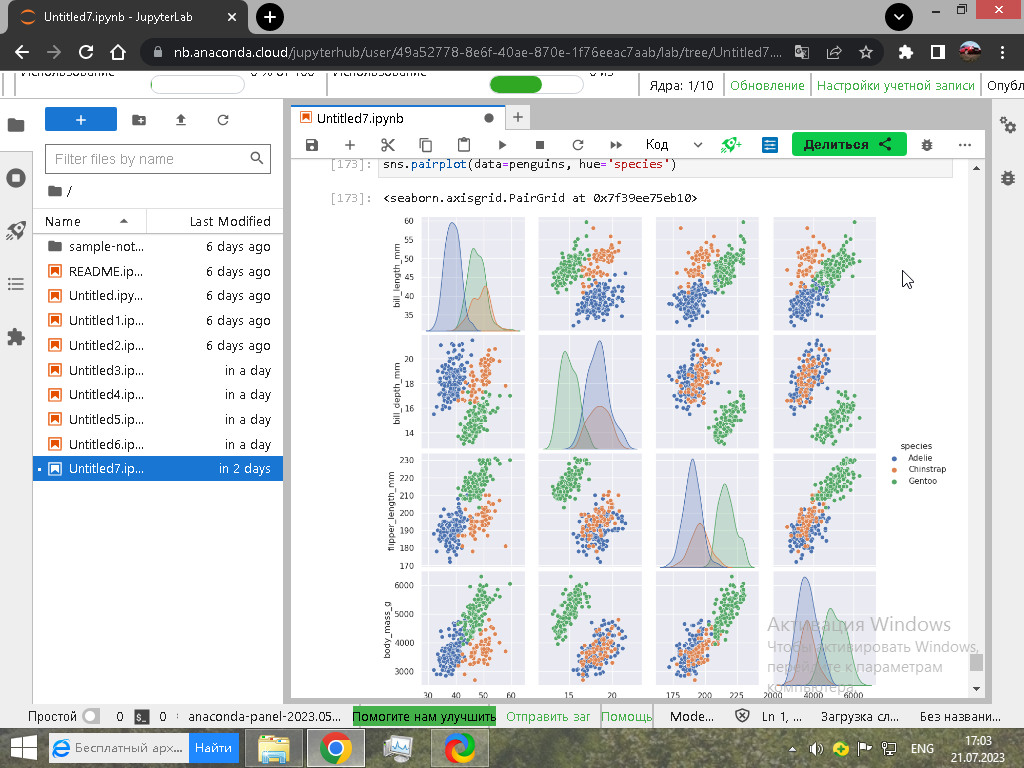 Untitled7.ipynb - JupyterLab
nb.anaconda.cloud/jupyterhub/user/49a52778-8e6f-40ae-870e-1f76eeac7aab/lab/tree/Untitled7....
Использование 0 % от 100 Использование 0 из
Ядра: 1/10 Обновление Настройки учетной записи Опубл
Untitled7.ipynb
Код Делиться
Filter files by name
/
Name Last Modified
sample-not... 6 days ago
README.ip... 6 days ago
Untitled.ipy... 6 days ago
Untitled1.ip... 6 days ago
Untitled2.ip... 6 days ago
Untitled3.ip... in a day
Untitled4.ip... in a day
Untitled5.ip... in a day
Untitled6.ip... in a day
Untitled7.ip... in 2 days
[173]: sns.pairplot(data=penguins, hue='species')
[173]: <seaborn.axisgrid.PairGrid at 0x7f39ee75eb10>
bill_length_mm
60
55
50
45
40
35
bill_depth_mm
20
18
16
14
flipper_length_mm
230
220
210
200
190
180
170
body_mass_g
6000
5000
4000
3000
30 40 50 60 15 20 175 200 225 2000 4000 6000
species
Adelie
Chinstrap
Gentoo
Активация Windows
Чтобы активировать Windows,
перейдите к параметрам
компьютера.
Простой 0 $_ 0 anaconda-panel-2023.05... Помогите нам улучшить Отправить заг Помощь Mode... Ln 1, ... Загрузка сл... Без названи...
Бесплатный арх... Найти
ENG
17:03
21.07.2023